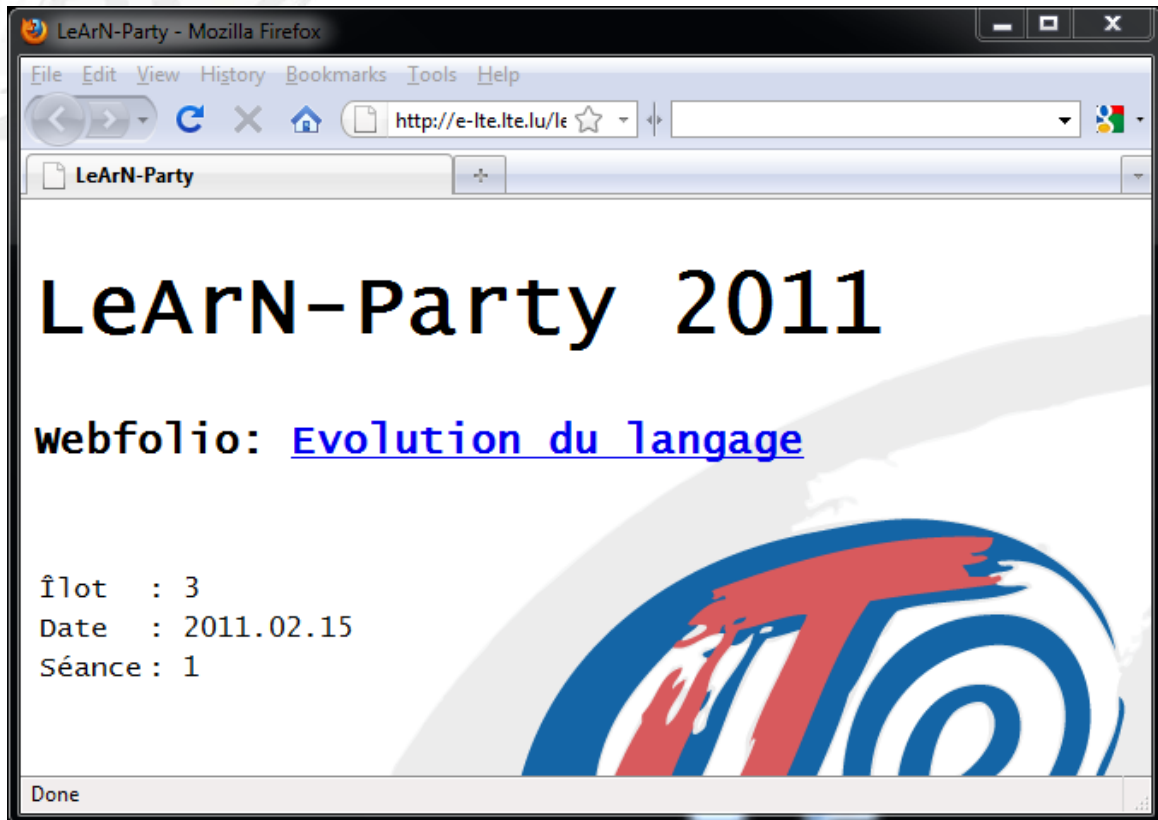 LeArN-Party - Mozilla Firefox
File Edit View History Bookmarks Tools Help
http://e-lte.lte.lu/le
LeArN-Party
LeArN-Party 2011
Webfolio: Evolution du langage
Îlot : 3
Date : 2011.02.15
Séance : 1
Done